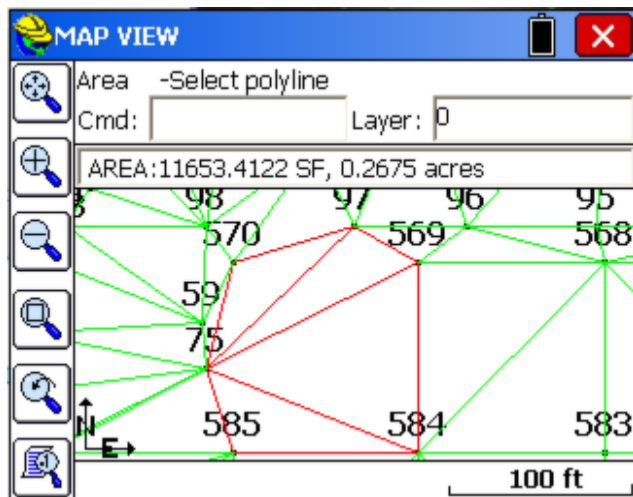 MAP VIEW
Area -Select polyline
Cmd: Layer: 0
AREA:11653.4122 SF, 0.2675 acres
98 97 96 95
570 569 568
59
75
585 584 583
N
E
100 ft